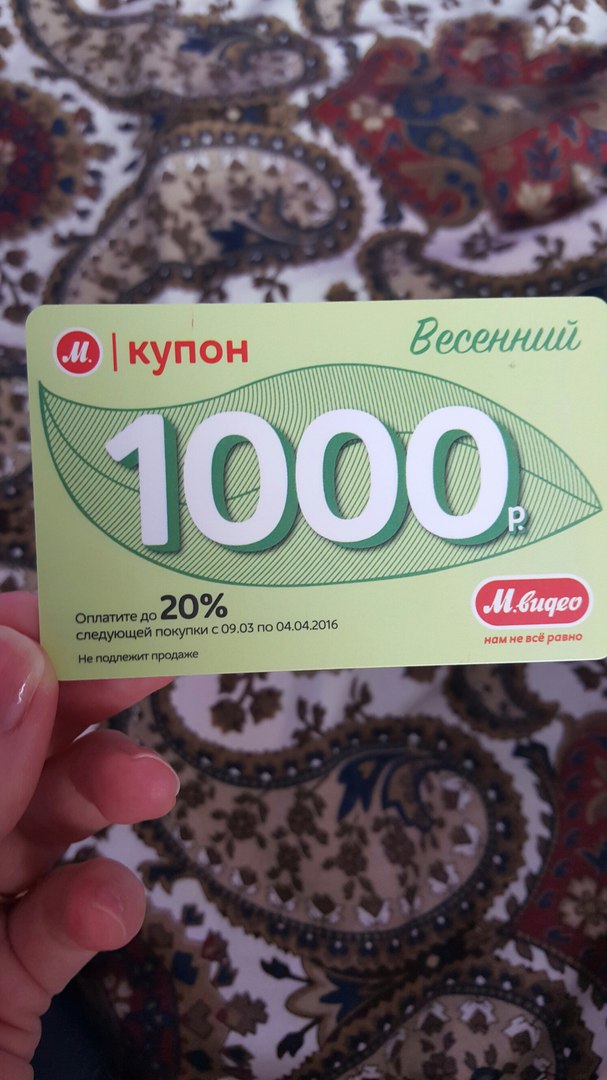 М. | купон
Весенний
1000 р.
Оплатите до 20%
следующей покупки с 09.03 по 04.04.2016
Не подлежит продаже
М.видео
нам не всё равно